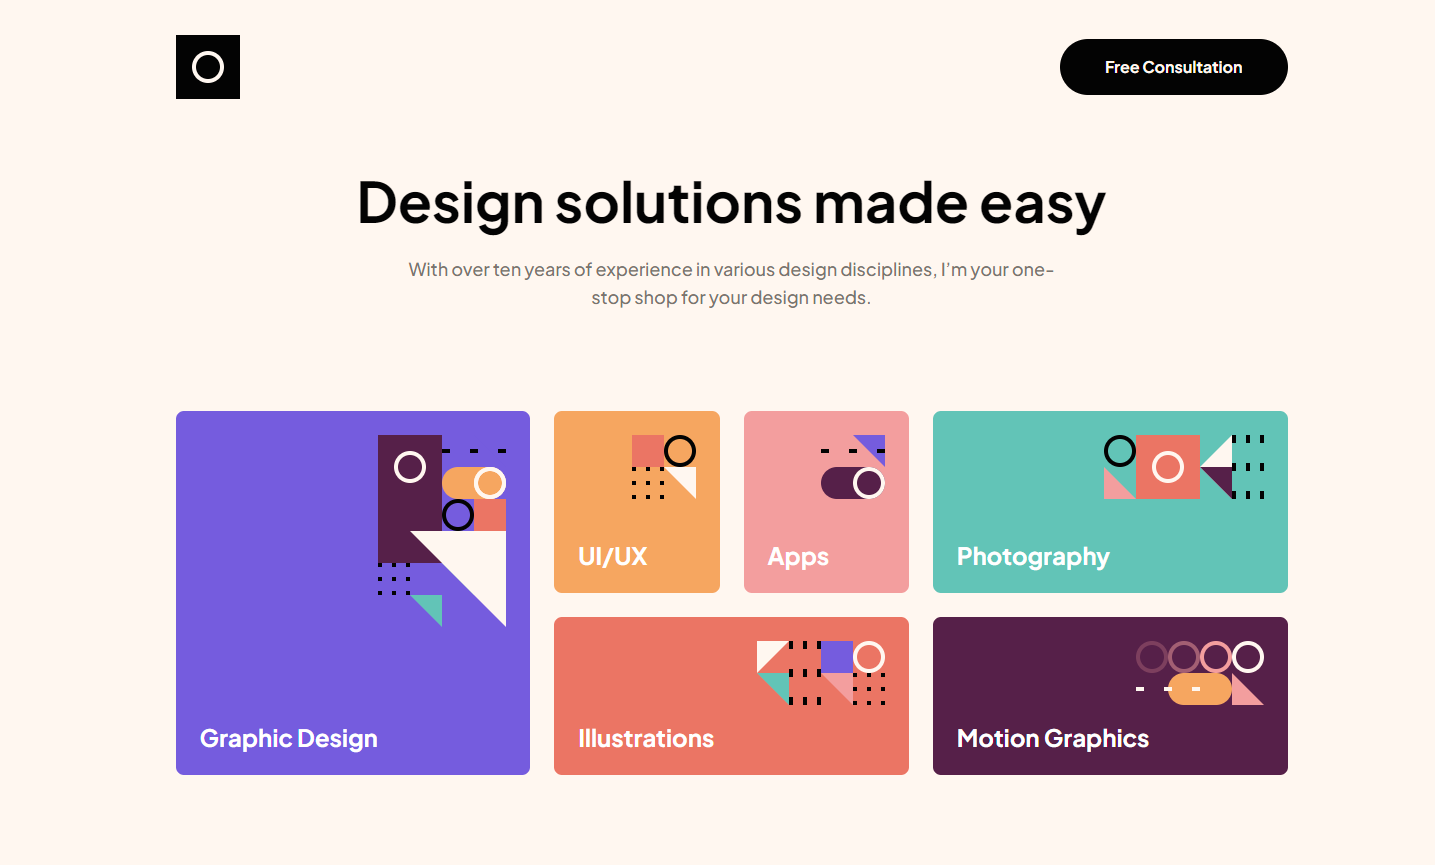 Free Consultation
Design solutions made easy
With over ten years of experience in various design disciplines, I’m your one-
stop shop for your design needs.
UI/UX
Apps
Photography
Graphic Design
Illustrations
Motion Graphics